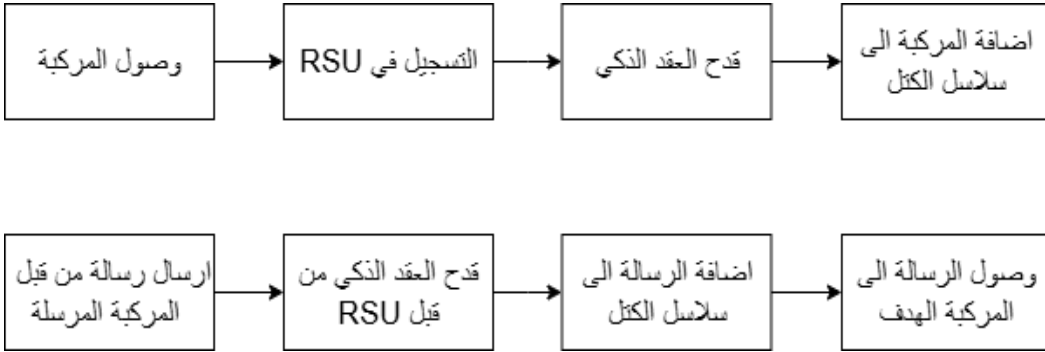 وصول المركبة
التسجيل في RSU
قدح العقد الذكي
اضافة المركبة الى
سلاسل الكتل
ارسال رسالة من قبل
المركبة المرسلة
قدح العقد الذكي من
قبل RSU
اضافة الرسالة الى
سلاسل الكتل
وصول الرسالة الى
المركبة الهدف